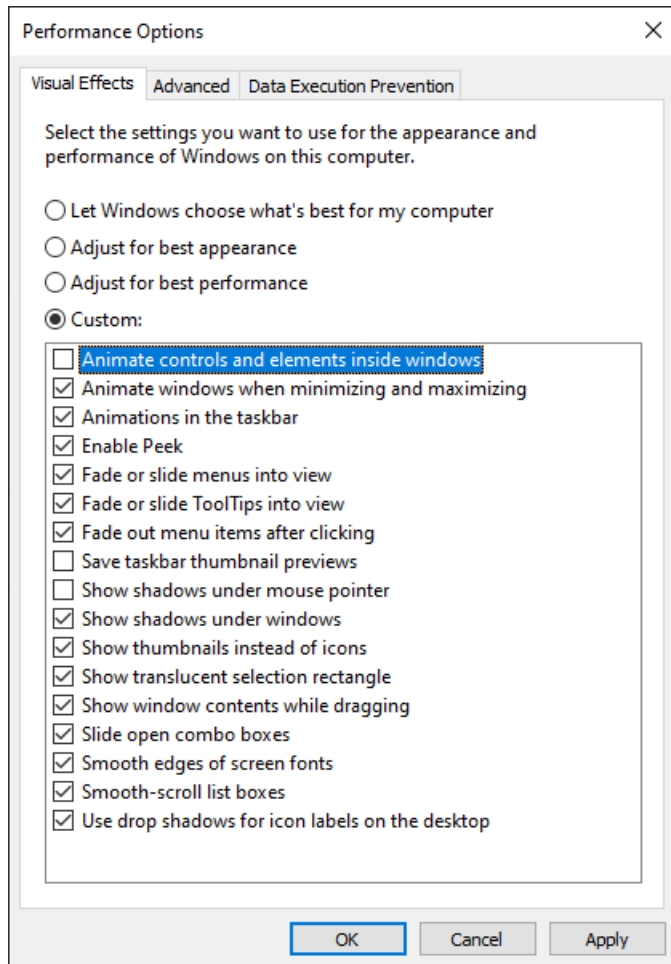 Performance Options
Visual Effects
Advanced
Data Execution Prevention
Select the settings you want to use for the appearance and
performance of Windows on this computer.
Let Windows choose what's best for my computer
Adjust for best appearance
Adjust for best performance
Custom:
Animate controls and elements inside windows
Animate windows when minimizing and maximizing
Animations in the taskbar
Enable Peek
Fade or slide menus into view
Fade or slide ToolTips into view
Fade out menu items after clicking
Save taskbar thumbnail previews
Show shadows under mouse pointer
Show shadows under windows
Show thumbnails instead of icons
Show translucent selection rectangle
Show window contents while dragging
Slide open combo boxes
Smooth edges of screen fonts
Smooth-scroll list boxes
Use drop shadows for icon labels on the desktop
OK
Cancel
Apply